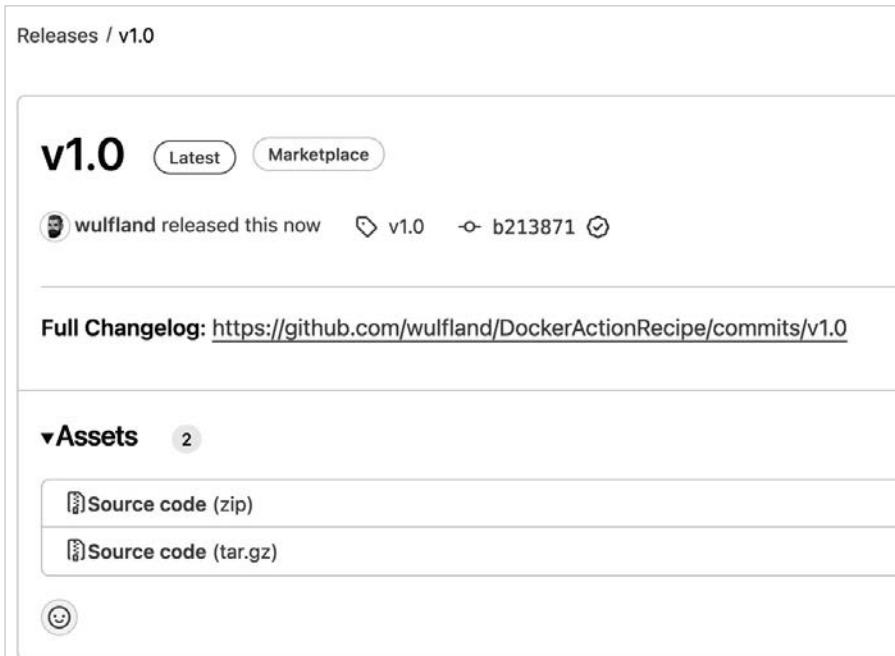 Releases / v1.0
v1.0 Latest Marketplace
wulfland released this now v1.0 b213871
Full Changelog: https://github.com/wulfland/DockerActionRecipe/commits/v1.0
Assets 2
Source code (zip)
Source code (tar.gz)